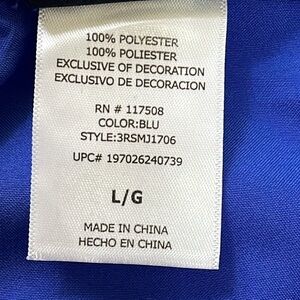 100% POLYESTER
100% POLIESTER
EXCLUSIVE OF DECORATION
EXCLUSIVO DE DECORACION
RN # 117508
COLOR:BLU
STYLE:3RSMJ1706
UPC# 197026240739
L/G
MADE IN CHINA
HECHO EN CHINA